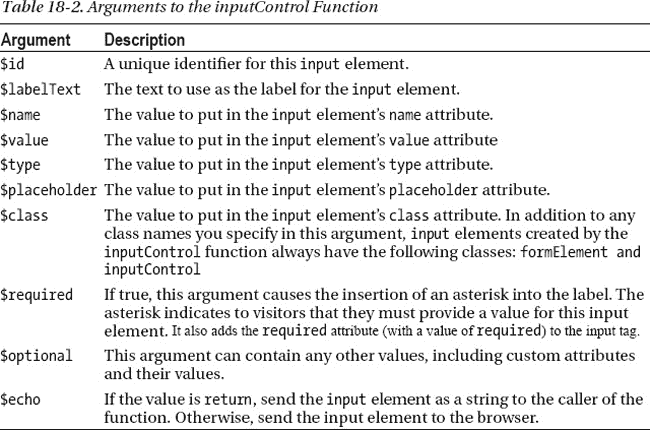 Table 18-2. Arguments to the inputControl Function
Argument Description
$id A unique identifier for this input element.
$labelText The text to use as the label for the input element.
$name The value to put in the input element's name attribute.
$value The value to put in the input element's value attribute
$type The value to put in the input element's type attribute.
$placeholder The value to put in the input element's placeholder attribute.
$class The value to put in the input element's class attribute. In addition to any
class names you specify in this argument, input elements created by the
inputControl function always have the following classes: formElement and
inputControl
$required If true, this argument causes the insertion of an asterisk into the label. The
asterisk indicates to visitors that they must provide a value for this input
element. It also adds the required attribute (with a value of required) to the input tag.
$optional This argument can contain any other values, including custom attributes
and their values.
$echo If the value is return, send the input element as a string to the caller of the
function. Otherwise, send the input element to the browser.